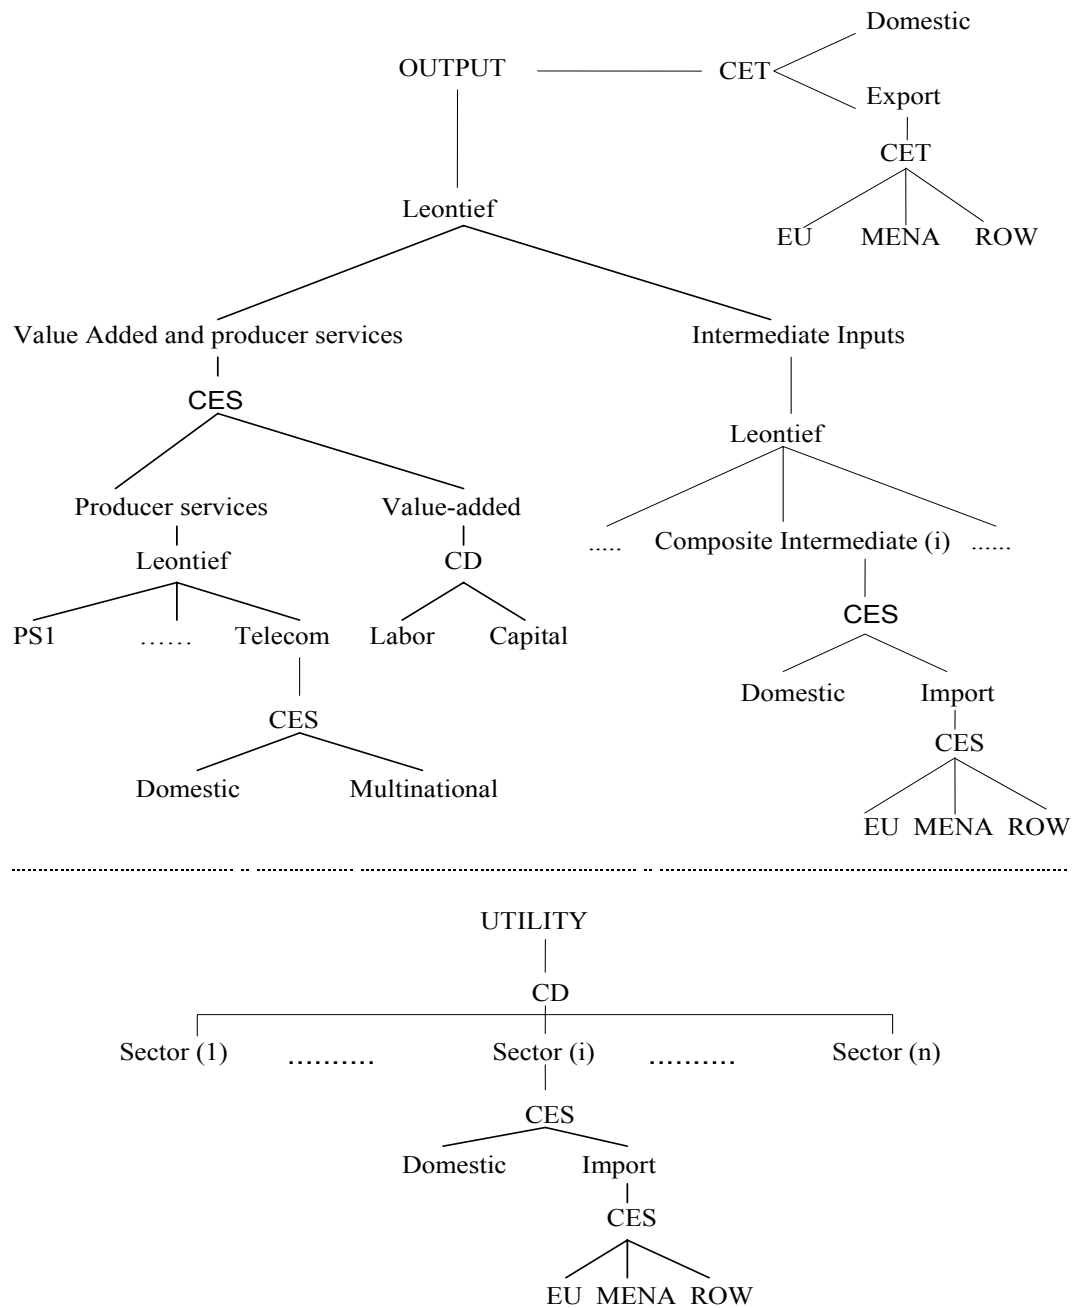 Domestic
OUTPUT CET
Export
CET
EU MENA ROW
Leontief
Value Added and producer services Intermediate Inputs
CES
Leontief
Producer services Value-added
..... Composite Intermediate (i) ......
Leontief CD
CES
PS1 ...... Telecom Labor Capital
Domestic Import
CES
CES
Domestic Multinational
EU MENA ROW
UTILITY
CD
Sector (1) .......... Sector (i) .......... Sector (n)
CES
Domestic Import
CES
EU MENA ROW